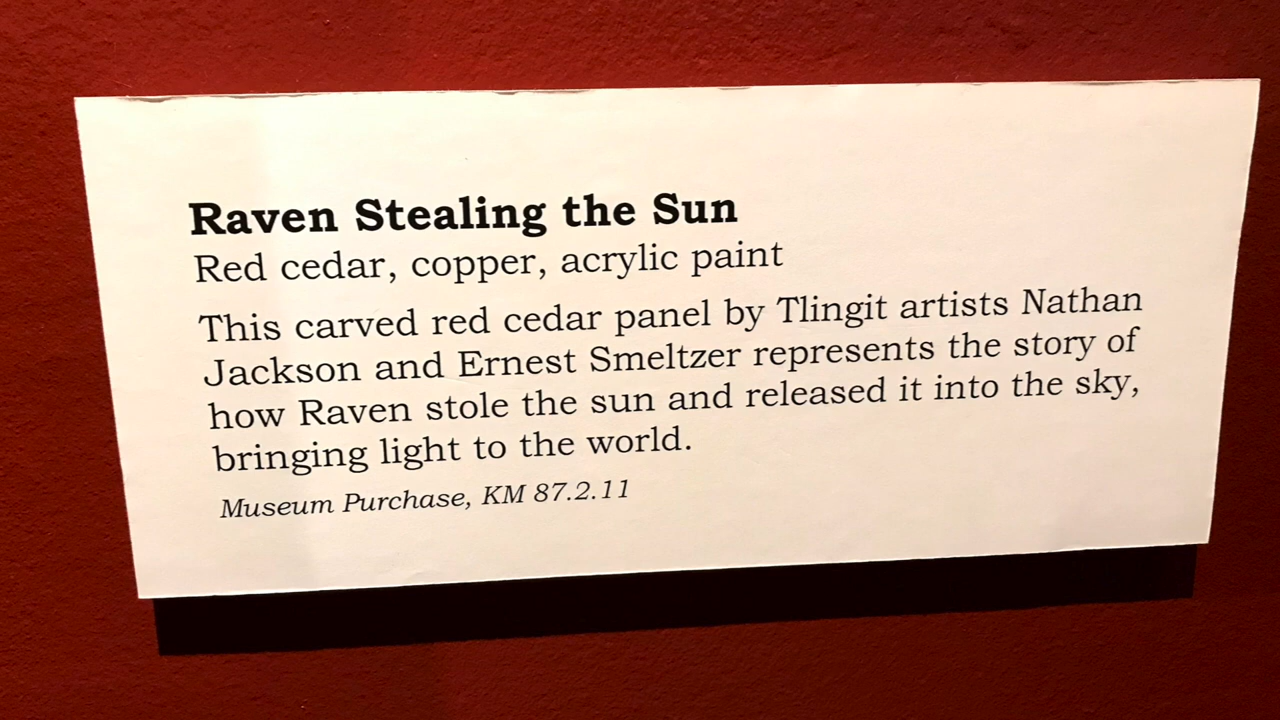 Raven Stealing the Sun
Red cedar, copper, acrylic paint
This carved red cedar panel by Tlingit artists Nathan
Jackson and Ernest Smeltzer represents the story of
how Raven stole the sun and released it into the sky,
bringing light to the world.
Museum Purchase, KM 87.2.11